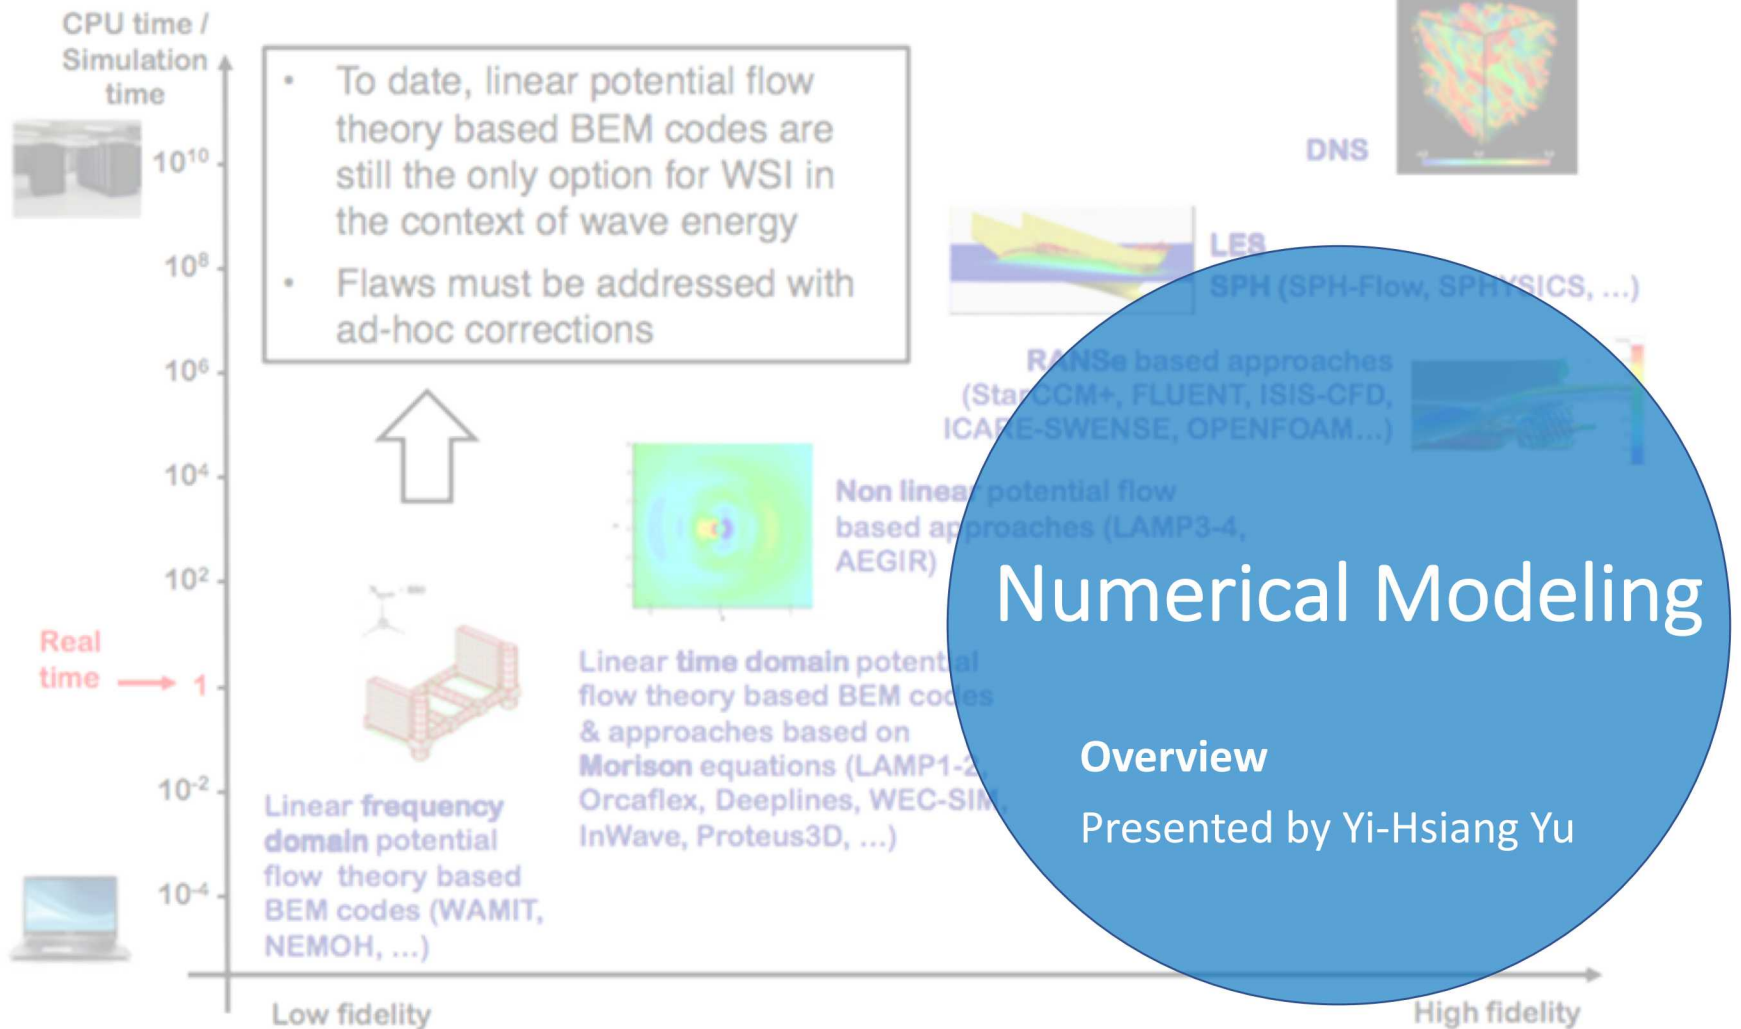 CPU time /
Simulation
time
10¹⁰
10⁸
10⁶
10⁴
10²
Real
time
1
10⁻²
10⁻⁴
• To date, linear potential flow
theory based BEM codes are
still the only option for WSI in
the context of wave energy
• Flaws must be addressed with
ad-hoc corrections
DNS
LES
SPH (SPH-Flow, SPHYSICS, ...)
RANSe based approaches
(StarCCM+, FLUENT, ISIS-CFD,
ICARE-SWENSE, OPENFOAM...)
Non linear potential flow
based approaches (LAMP3-4,
AEGIR)
Linear time domain potential
flow theory based BEM codes
& approaches based on
Morison equations (LAMP1-2,
Orcaflex, Deeplines, WEC-SIM,
InWave, Proteus3D, ...)
Linear frequency
domain potential
flow theory based
BEM codes (WAMIT,
NEMOH, ...)
Numerical Modeling
Overview
Presented by Yi-Hsiang Yu
Low fidelity
High fidelity